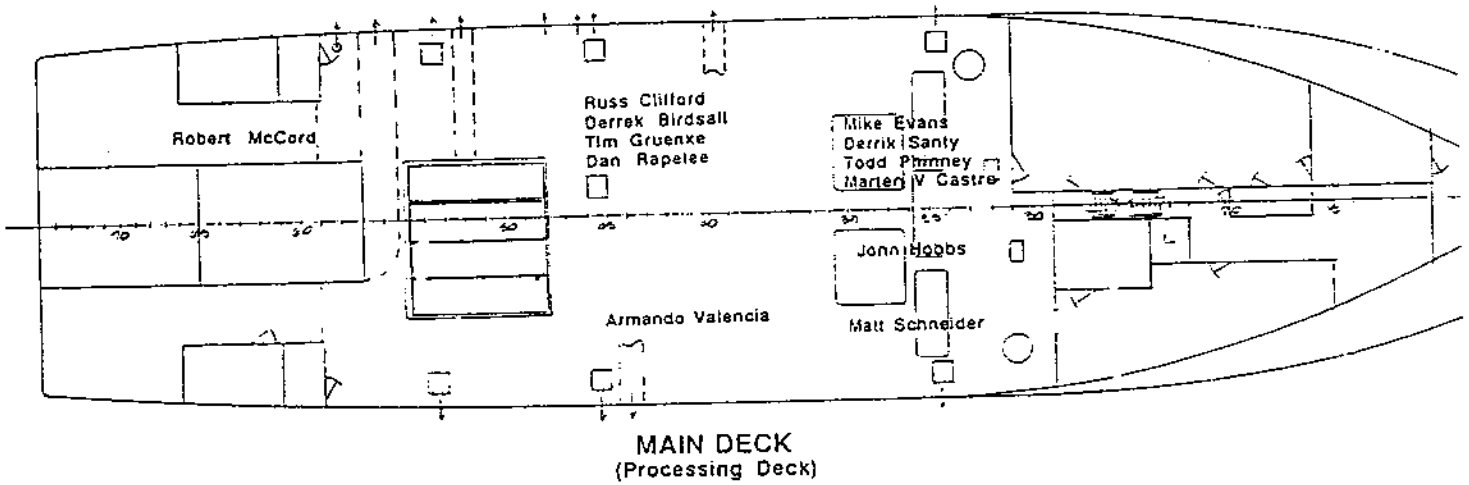 Russ Clifford
Derrek Birdsall
Tim Gruenxe
Dan Rapelee
Robert McCord
Mike Evans
Derrik Santy
Todd Phinney
Marten V Castro
John Hobbs
Armando Valencia
Matt Schneider
MAIN DECK
(Processing Deck)